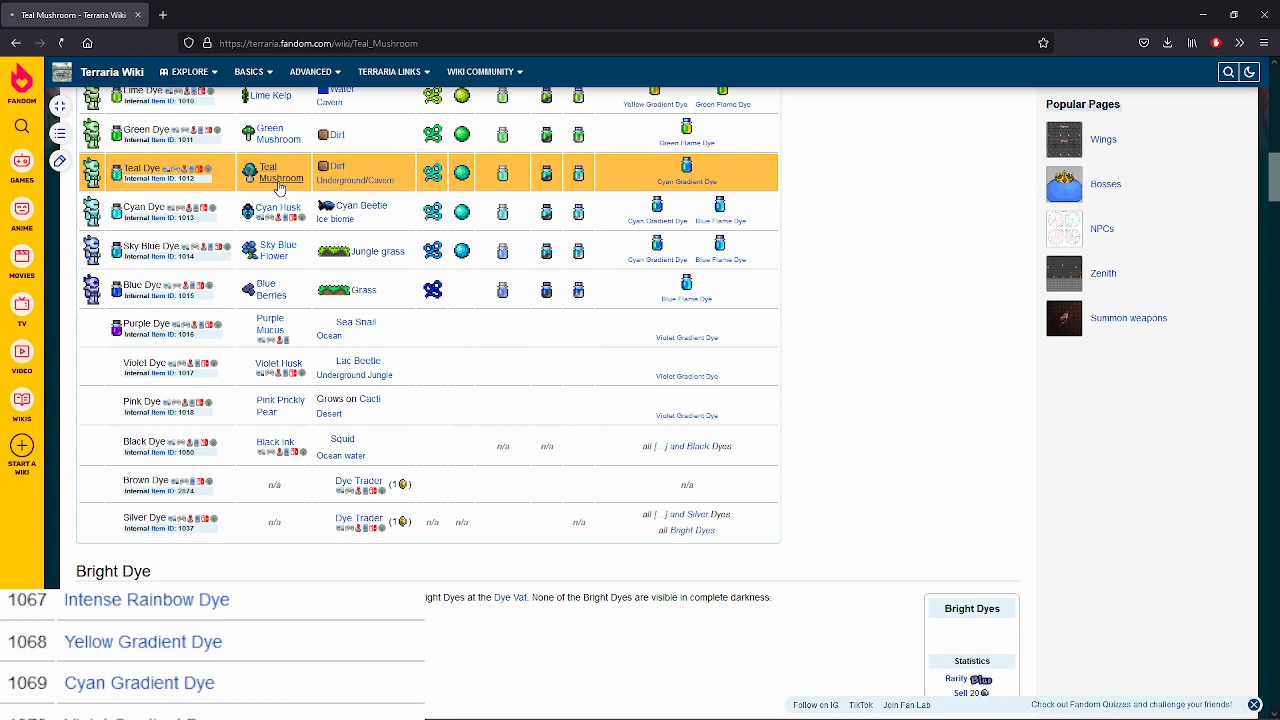 Teal Mushroom - Terraria Wiki
https://terraria.fandom.com/wiki/Teal_Mushroom
FANDOM
Terraria Wiki
EXPLORE
BASICS
ADVANCED
TERRARIA LINKS
WIKI COMMUNITY
GAMES
ANIME
MOVIES
TV
VIDEO
WIKIS
START A
WIKI
Lime Dye
Internal Item ID: 1010
Lime Kelp
Water
Cavern
Yellow Gradient Dye
Green Flame Dye
Green Dye
Internal Item ID: 1011
Green
Mushroom
Dirt
Green Flame Dye
Teal Dye
Internal Item ID: 1012
Teal
Mushroom
Dirt
Underground/Cavern
Cyan Gradient Dye
Cyan Dye
Internal Item ID: 1013
Cyan Husk
Cyan Beetle
Ice biome
Cyan Gradient Dye
Blue Flame Dye
Sky Blue Dye
Internal Item ID: 1014
Sky Blue
Flower
Jungle grass
Cyan Gradient Dye
Blue Flame Dye
Blue Dye
Internal Item ID: 1015
Blue
Berries
Grass
Blue Flame Dye
Purple Dye
Internal Item ID: 1016
Purple
Mucus
Sea Snail
Ocean
Violet Gradient Dye
Violet Dye
Internal Item ID: 1017
Violet Husk
Lac Beetle
Underground Jungle
Violet Gradient Dye
Pink Dye
Internal Item ID: 1018
Pink Prickly
Pear
Grows on Cacti
Desert
Violet Gradient Dye
Black Dye
Internal Item ID: 1050
Black Ink
Squid
Ocean water
n/a
n/a
all [...] and Black Dyes
Brown Dye
Internal Item ID: 2874
n/a
Dye Trader
(1)
n/a
Silver Dye
Internal Item ID: 1037
n/a
Dye Trader
(1)
n/a
n/a
n/a
all [...] and Silver Dyes
all Bright Dyes
Bright Dye
ight Dyes at the Dye Vat. None of the Bright Dyes are visible in complete darkness.
1067 Intense Rainbow Dye
1068 Yellow Gradient Dye
1069 Cyan Gradient Dye
Popular Pages
Wings
Bosses
NPCs
Zenith
Summon weapons
Bright Dyes
Statistics
Rarity
Sell 20
Follow on IG
TikTok
Join Fan Lab
Check out Fandom Quizzes and challenge your friends!